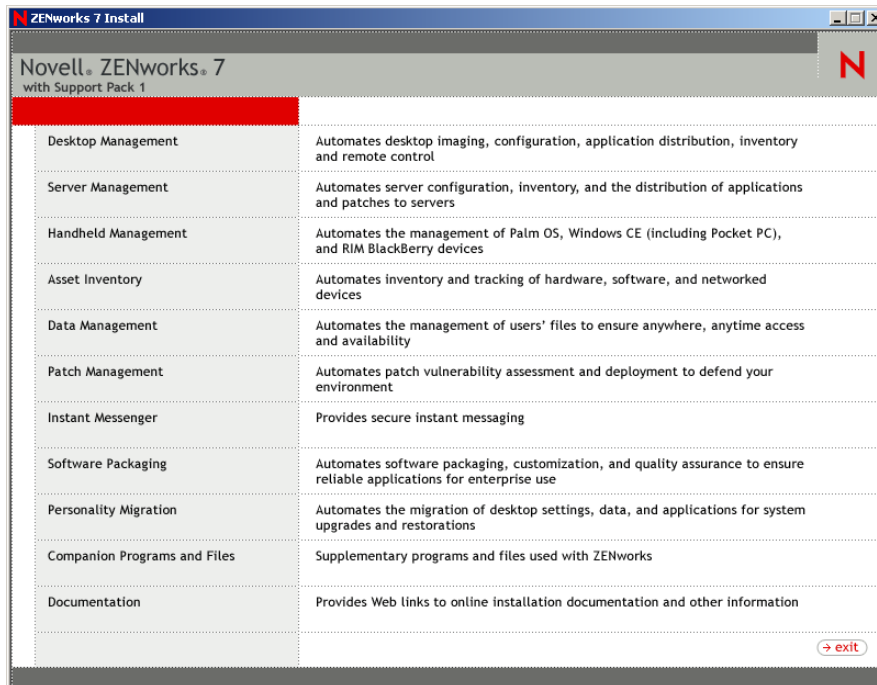 ZENworks 7 Install
Novell® ZENworks® 7
with Support Pack 1
N
Desktop Management
Automates desktop imaging, configuration, application distribution, inventory
and remote control
Server Management
Automates server configuration, inventory, and the distribution of applications
and patches to servers
Handheld Management
Automates the management of Palm OS, Windows CE (including Pocket PC),
and RIM BlackBerry devices
Asset Inventory
Automates inventory and tracking of hardware, software, and networked
devices
Data Management
Automates the management of users' files to ensure anywhere, anytime access
and availability
Patch Management
Automates patch vulnerability assessment and deployment to defend your
environment
Instant Messenger
Provides secure instant messaging
Software Packaging
Automates software packaging, customization, and quality assurance to ensure
reliable applications for enterprise use
Personality Migration
Automates the migration of desktop settings, data, and applications for system
upgrades and restorations
Companion Programs and Files
Supplementary programs and files used with ZENworks
Documentation
Provides Web links to online installation documentation and other information
→ exit